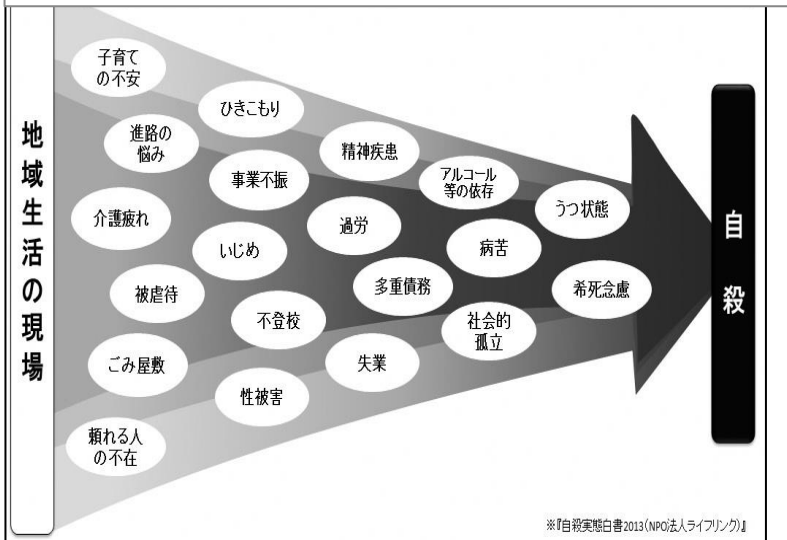 地域生活の現場
子育て
の不安
ひきこもり
進路の
悩み
精神疾患
事業不振
アルコール
等の依存
うつ状態
介護疲れ
過労
いじめ
病苦
被虐待
多重債務
希死念慮
不登校
社会的
孤立
ごみ屋敷
失業
性被害
頼れる人
の不在
自殺
※『自殺実態白書2013(NPO法人ライフリンク)』